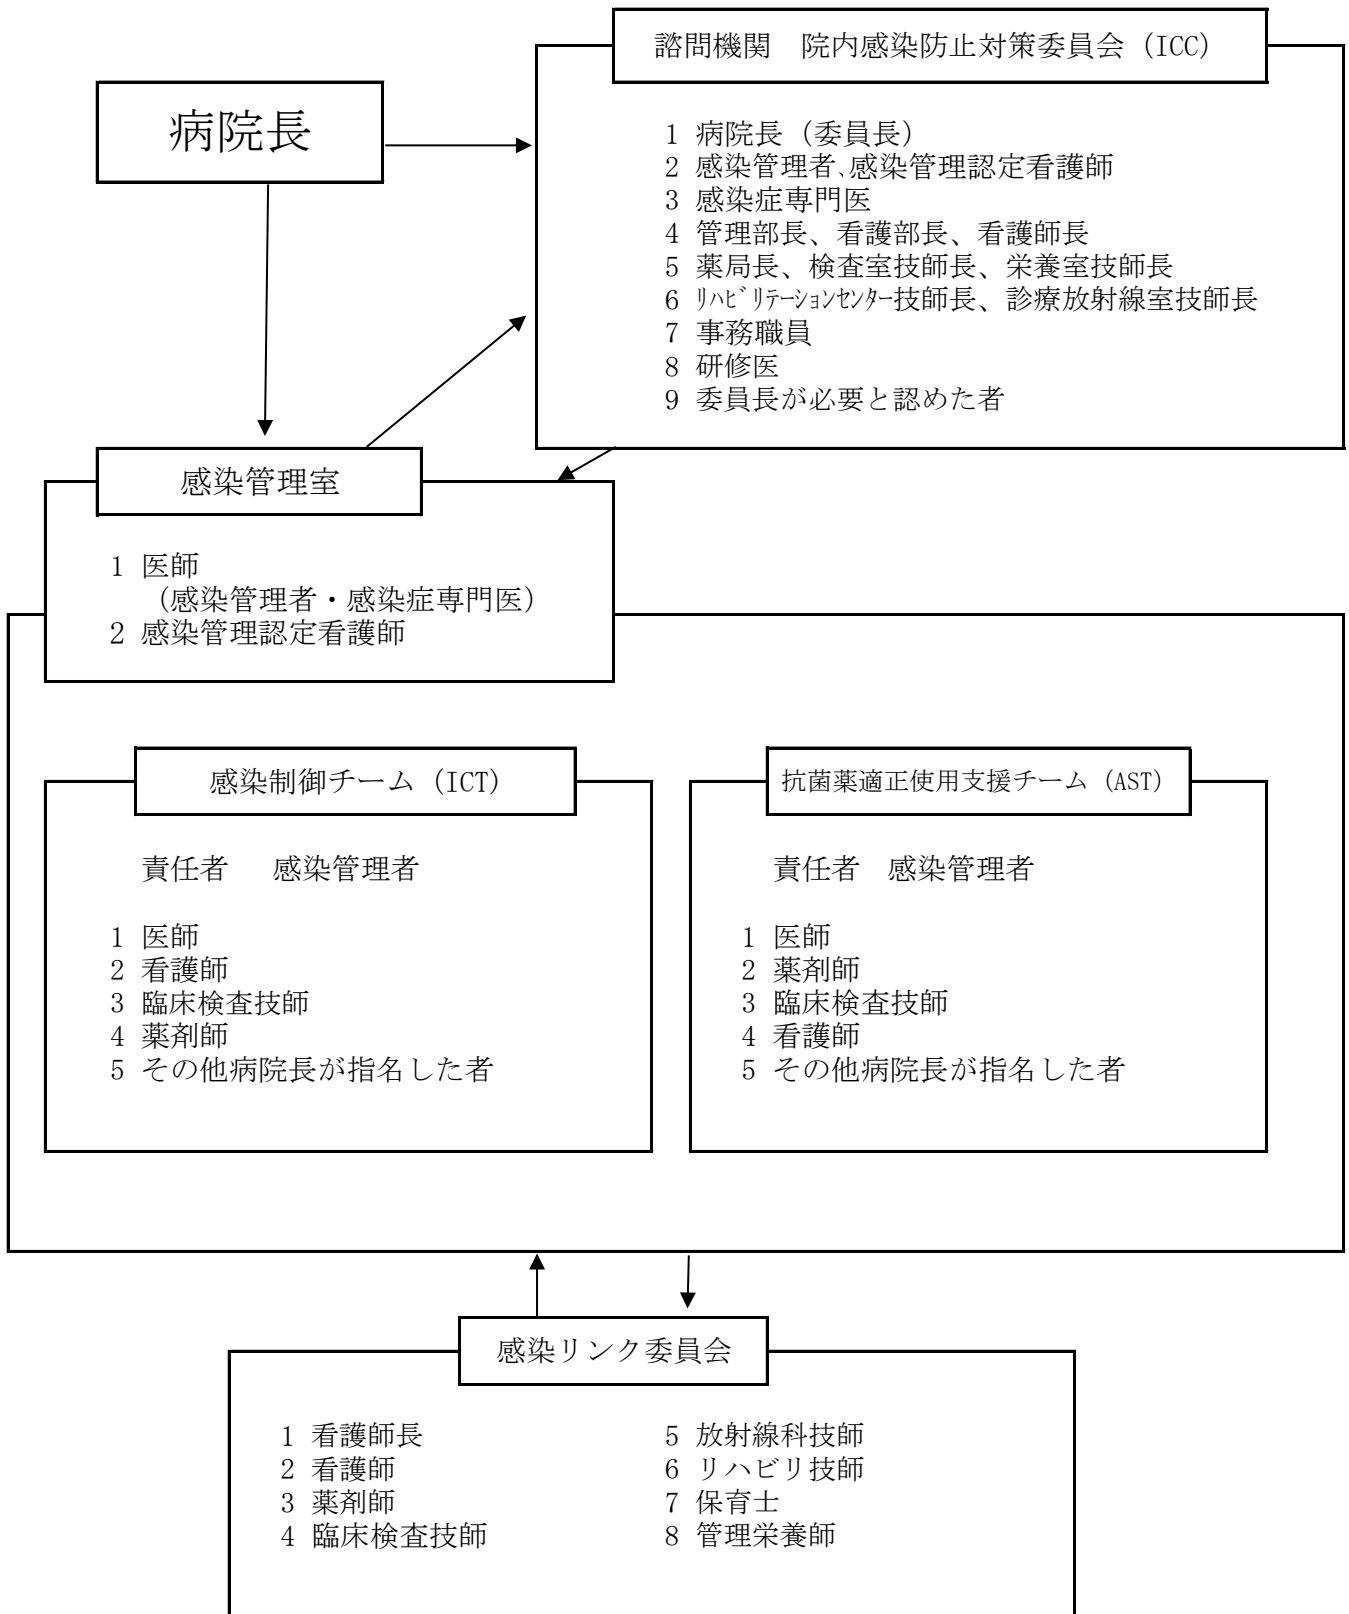 諮問機関　院内感染防止対策委員会（ICC）
病院長
1 病院長（委員長）
2 感染管理者、感染管理認定看護師
3 感染症専門医
4 管理部長、看護部長、看護師長
5 薬局長、検査室技師長、栄養室技師長
6 ﾘﾊﾋﾞﾘﾃｰｼｮﾝｾﾝﾀｰ技師長、診療放射線室技師長
7 事務職員
8 研修医
9 委員長が必要と認めた者
感染管理室
1 医師
（感染管理者・感染症専門医）
2 感染管理認定看護師
感染制御チーム（ICT）
責任者　感染管理者
1 医師
2 看護師
3 臨床検査技師
4 薬剤師
5 その他病院長が指名した者
抗菌薬適正使用支援チーム（AST）
責任者　感染管理者
1 医師
2 薬剤師
3 臨床検査技師
4 看護師
5 その他病院長が指名した者
感染リンク委員会
1 看護師長
2 看護師
3 薬剤師
4 臨床検査技師
5 放射線科技師
6 リハビリ技師
7 保育士
8 管理栄養師